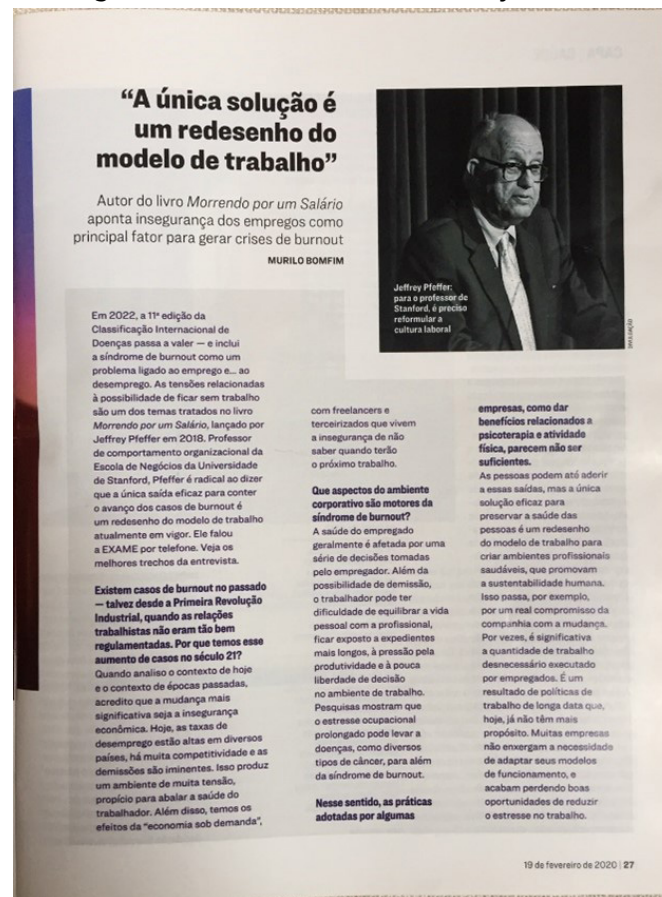 “A única solução é
um redesenho do
modelo de trabalho”
Autor do livro Morrendo por um Salário
aponta insegurança dos empregos como
principal fator para gerar crises de burnout
MURILO BOMFIM
Jeffrey Pfeffer:
para o professor de
Stanford, é preciso
reformular a
cultura laboral
Em 2022, a 11ª edição da
Classificação Internacional de
Doenças passa a valer — e inclui
a síndrome de burnout como um
problema ligado ao emprego e... ao
desemprego. As tensões relacionadas
à possibilidade de ficar sem trabalho
são um dos temas tratados no livro
Morrendo por um Salário, lançado por
Jeffrey Pfeffer em 2018. Professor
de comportamento organizacional da
Escola de Negócios da Universidade
de Stanford, Pfeffer é radical ao dizer
que a única saída eficaz para conter
o avanço dos casos de burnout é
um redesenho do modelo de trabalho
atualmente em vigor. Ele falou
a EXAME por telefone. Veja os
melhores trechos da entrevista.
Existem casos de burnout no passado
— talvez desde a Primeira Revolução
Industrial, quando as relações
trabalhistas não eram tão bem
regulamentadas. Por que temos esse
aumento de casos no século 21?
Quando analiso o contexto de hoje
e o contexto de épocas passadas,
acredito que a mudança mais
significativa seja a insegurança
econômica. Hoje, as taxas de
desemprego estão altas em diversos
países, há muita competitividade e as
demissões são iminentes. Isso produz
um ambiente de muita tensão,
propício para abalar a saúde do
trabalhador. Além disso, temos os
efeitos da “economia sob demanda”,
com freelancers e
terceirizados que vivem
a insegurança de não
saber quando terão
o próximo trabalho.
Que aspectos do ambiente
corporativo são motores da
síndrome de burnout?
A saúde do empregado
geralmente é afetada por uma
série de decisões tomadas
pelo empregador. Além da
possibilidade de demissão,
o trabalhador pode ter
dificuldade de equilibrar a vida
pessoal com a profissional,
ficar exposto a expedientes
mais longos, à pressão pela
produtividade e à pouca
liberdade de decisão
no ambiente de trabalho.
Pesquisas mostram que
o estresse ocupacional
prolongado pode levar a
doenças, como diversos
tipos de câncer, para além
da síndrome de burnout.
Nesse sentido, as práticas
adotadas por algumas
empresas, como dar
benefícios relacionados a
psicoterapia e atividade
física, parecem não ser
suficientes.
As pessoas podem até aderir
a essas saídas, mas a única
solução eficaz para
preservar a saúde das
pessoas é um redesenho
do modelo de trabalho para
criar ambientes profissionais
saudáveis, que promovam
a sustentabilidade humana.
Isso passa, por exemplo,
por um real compromisso da
companhia com a mudança.
Por vezes, é significativa
a quantidade de trabalho
desnecessário executado
por empregados. É um
resultado de políticas de
trabalho de longa data que,
hoje, já não têm mais
propósito. Muitas empresas
não enxergam a necessidade
de adaptar seus modelos
de funcionamento, e
acabam perdendo boas
oportunidades de reduzir
o estresse no trabalho.
19 de fevereiro de 2020 | 27